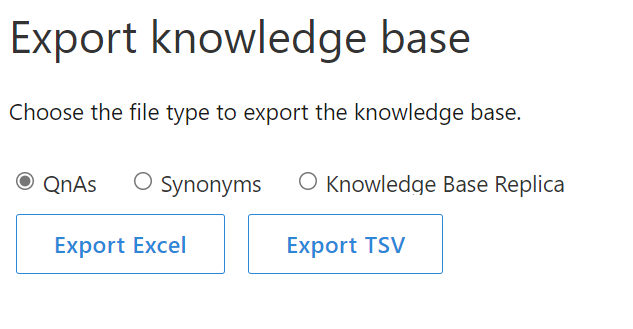 Export knowledge base
Choose the file type to export the knowledge base.
QnAs Synonyms Knowledge Base Replica
Export Excel Export TSV